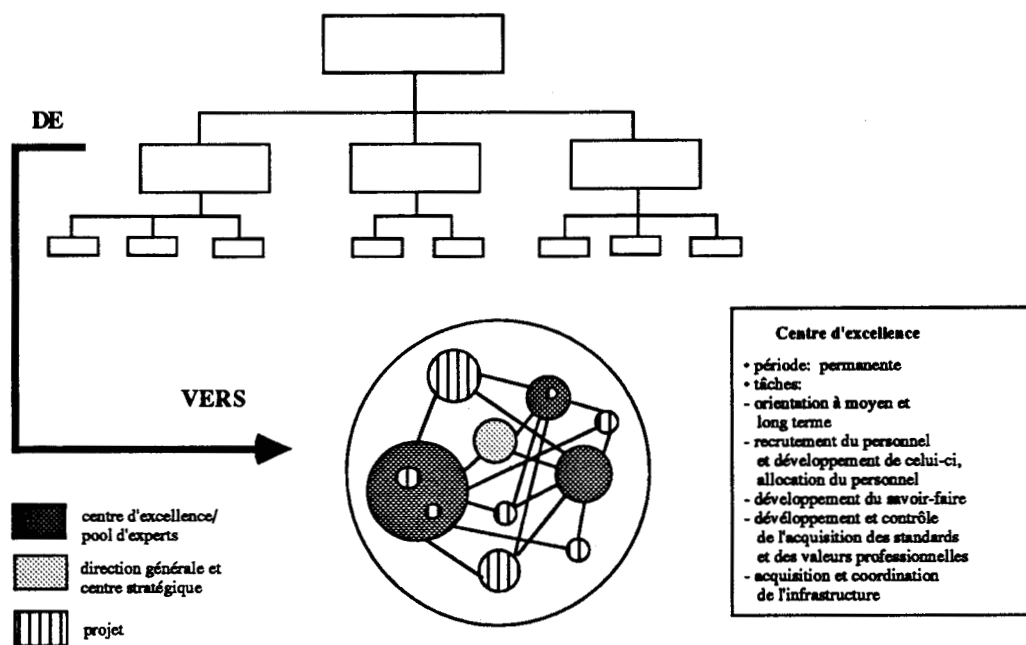 DE
VERS
centre d'excellence/
pool d'experts
direction générale et
centre stratégique
projet
Centre d'excellence
• période: permanente
• tâches:
- orientation à moyen et
long terme
- recrutement du personnel
et développement de celui-ci,
allocation du personnel
- développement du savoir-faire
- dévéloppement et contrôle
de l'acquisition des standards
et des valeurs professionnelles
- acquisition et coordination
de l'infrastructure